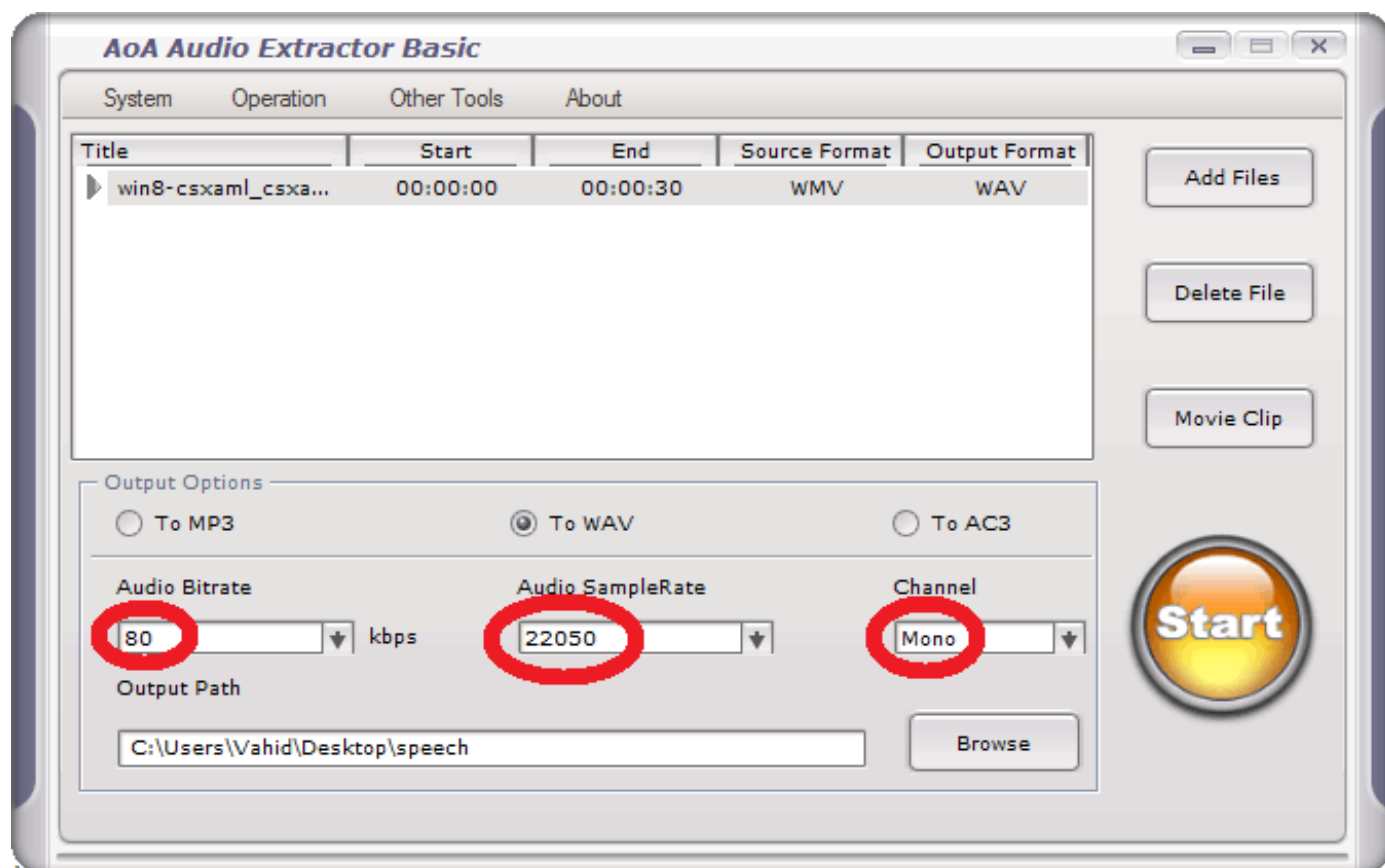 AoA Audio Extractor Basic
System Operation Other Tools About
Title Start End Source Format Output Format
win8-csxaml_csxa... 00:00:00 00:00:30 WMV WAV
Add Files
Delete File
Movie Clip
Output Options
To MP3 To WAV To AC3
Audio Bitrate Audio SampleRate Channel
80 kbps 22050 Mono
Start
Output Path
C:\Users\Vahid\Desktop\speech
Browse